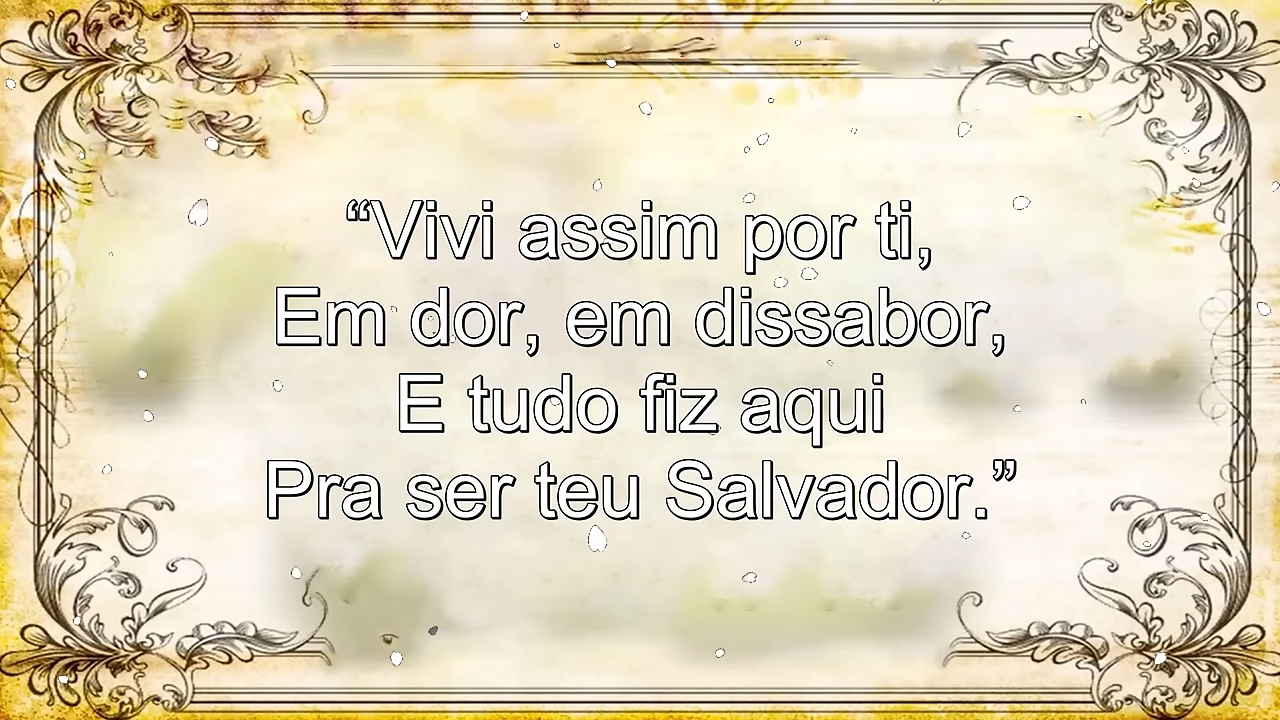 “Vivi assim por ti,
Em dor, em dissabor,
E tudo fiz aqui
Pra ser teu Salvador.”